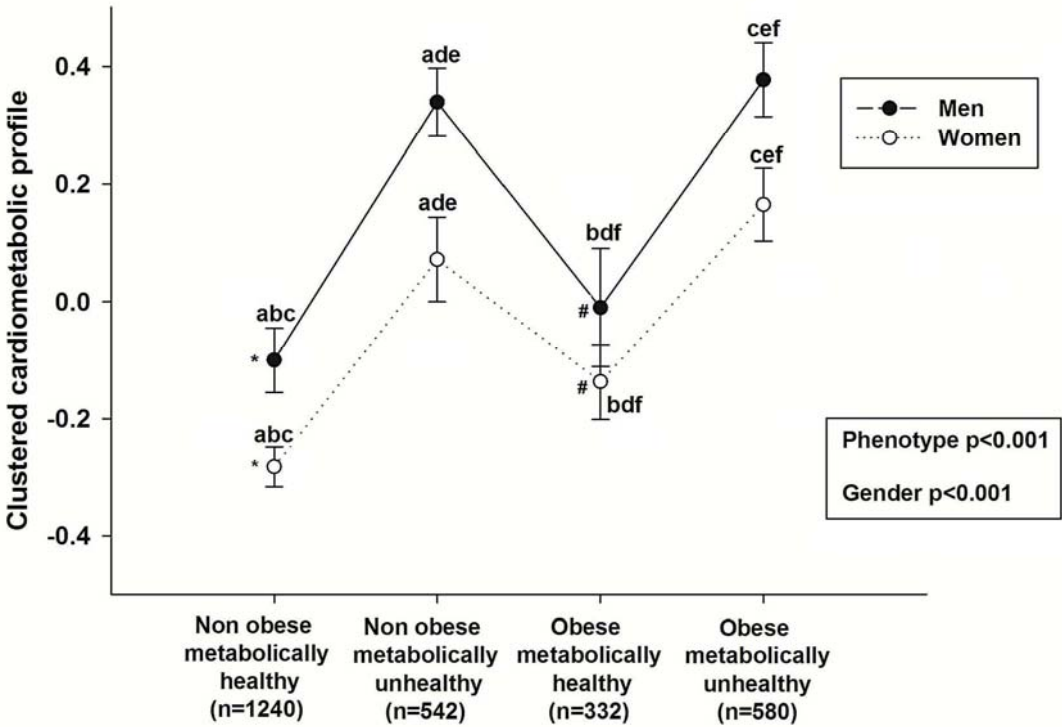 Clustered cardiometabolic profile
0.4
0.2
0.0
-0.2
-0.4
abc
*
abc
*
ade
ade
bdf
#
#
bdf
cef
cef
Men
Women
Phenotype p<0.001
Gender p<0.001
Non obese
metabolically
healthy
(n=1240)
Non obese
metabolically
unhealthy
(n=542)
Obese
metabolically
healthy
(n=332)
Obese
metabolically
unhealthy
(n=580)